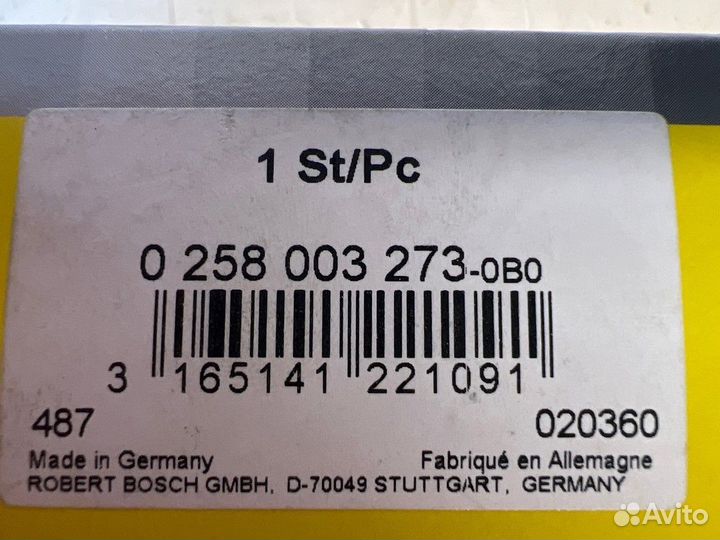 1 St/Pc
0 258 003 273-0B0
3 165141 221091
487 020360
Made in Germany Fabriqué en Allemagne
ROBERT BOSCH GMBH, D-70049 STUTTGART, GERMANY
Avito